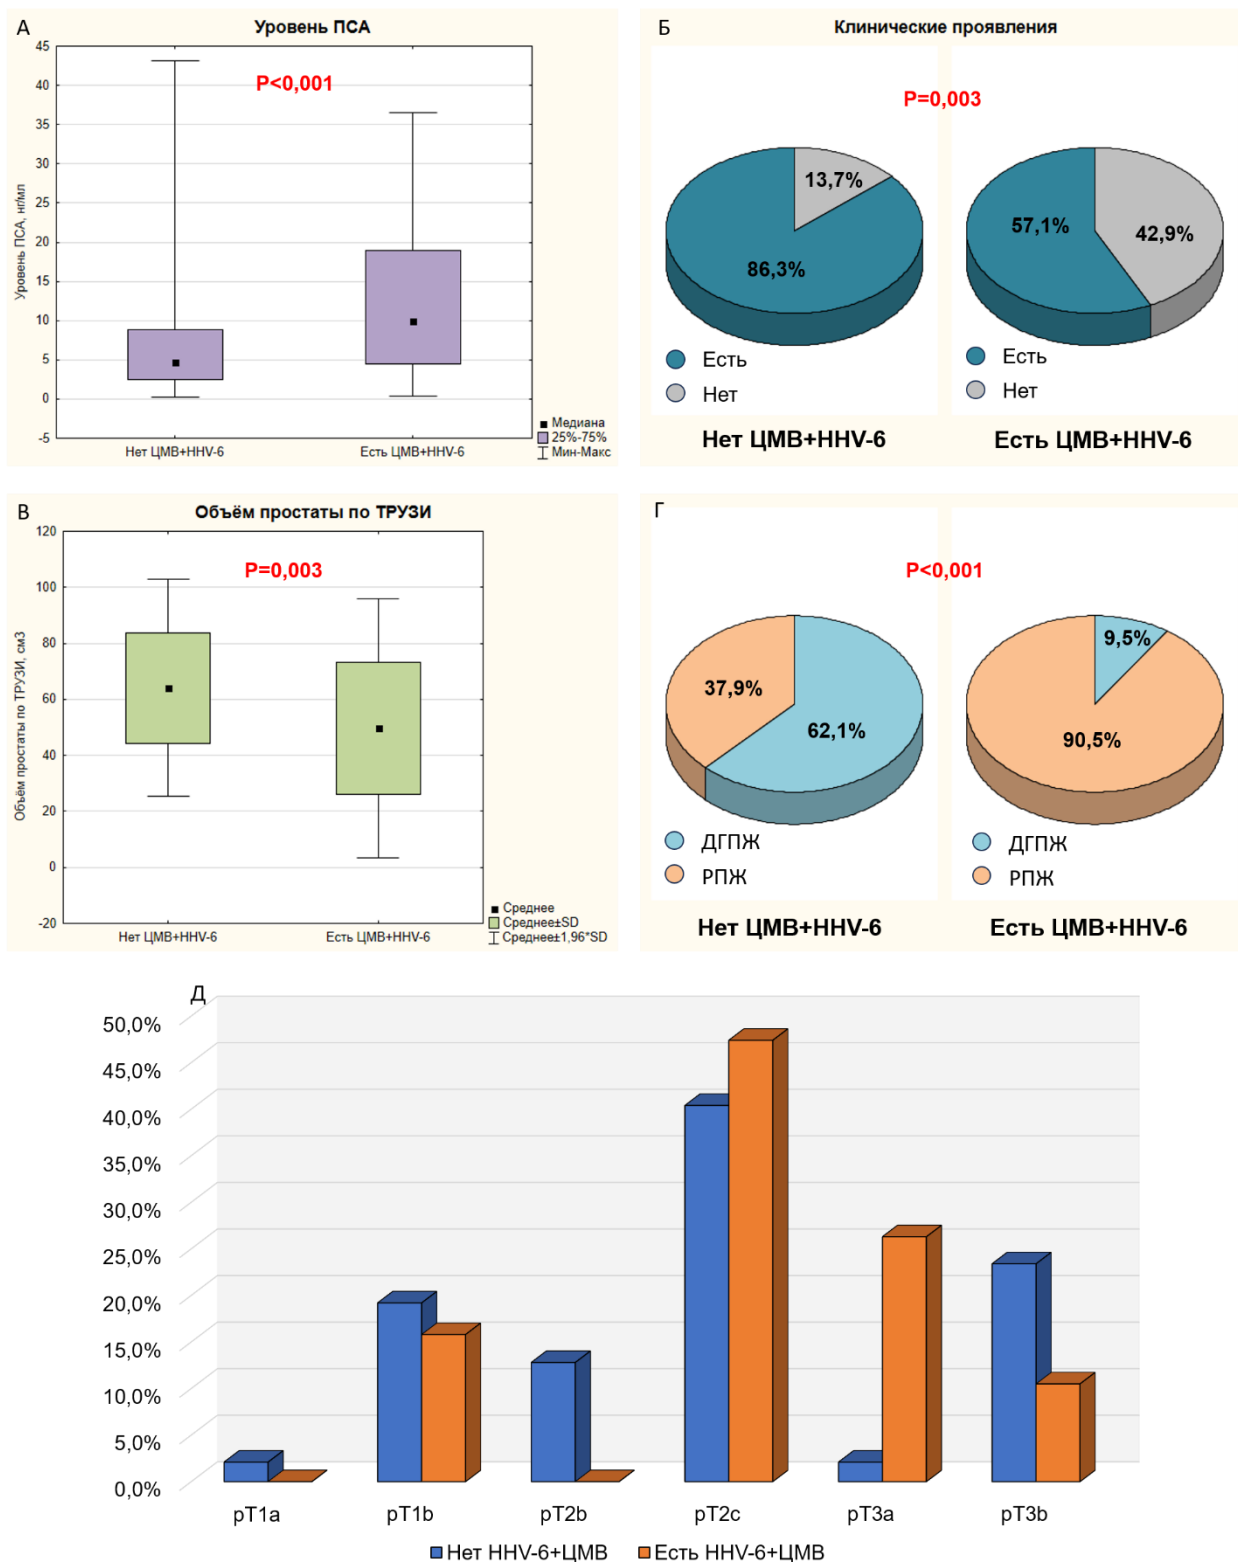 А
Уровень ПСА
P<0,001
Уровень ПСА, нг/мл
45
40
35
30
25
20
15
10
5
0
-5
Нет ЦМВ+HHV-6
Есть ЦМВ+HHV-6
Медиана
25%-75%
Мин-Макс
Б
Клинические проявления
P=0,003
13,7%
86,3%
Есть
Нет
Нет ЦМВ+HHV-6
57,1%
42,9%
Есть
Нет
Есть ЦМВ+HHV-6
В
Объём простаты по ТРУЗИ
P=0,003
Объём простаты по ТРУЗИ, см3
120
100
80
60
40
20
0
-20
Нет ЦМВ+HHV-6
Есть ЦМВ+HHV-6
Среднее
Среднее±SD
Среднее±1,96*SD
Г
P<0,001
37,9%
62,1%
ДГПЖ
РПЖ
Нет ЦМВ+HHV-6
9,5%
90,5%
ДГПЖ
РПЖ
Есть ЦМВ+HHV-6
Д
50,0%
45,0%
40,0%
35,0%
30,0%
25,0%
20,0%
15,0%
10,0%
5,0%
0,0%
pT1a pT1b pT2b pT2c pT3a pT3b
Нет HHV-6+ЦМВ Есть HHV-6+ЦМВ